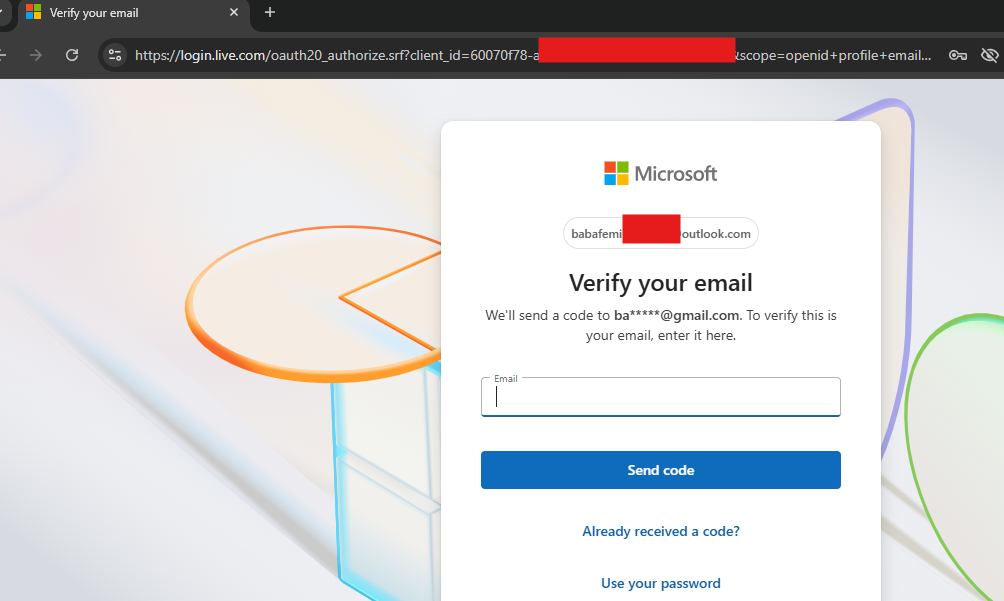 Verify your email
https://login.live.com/oauth20_authorize.srf?client_id=60070f78-a scope=openid+profile+email...
Microsoft
babafemi outlook.com
Verify your email
We'll send a code to ba*****@gmail.com. To verify this is
your email, enter it here.
Email
Send code
Already received a code?
Use your password